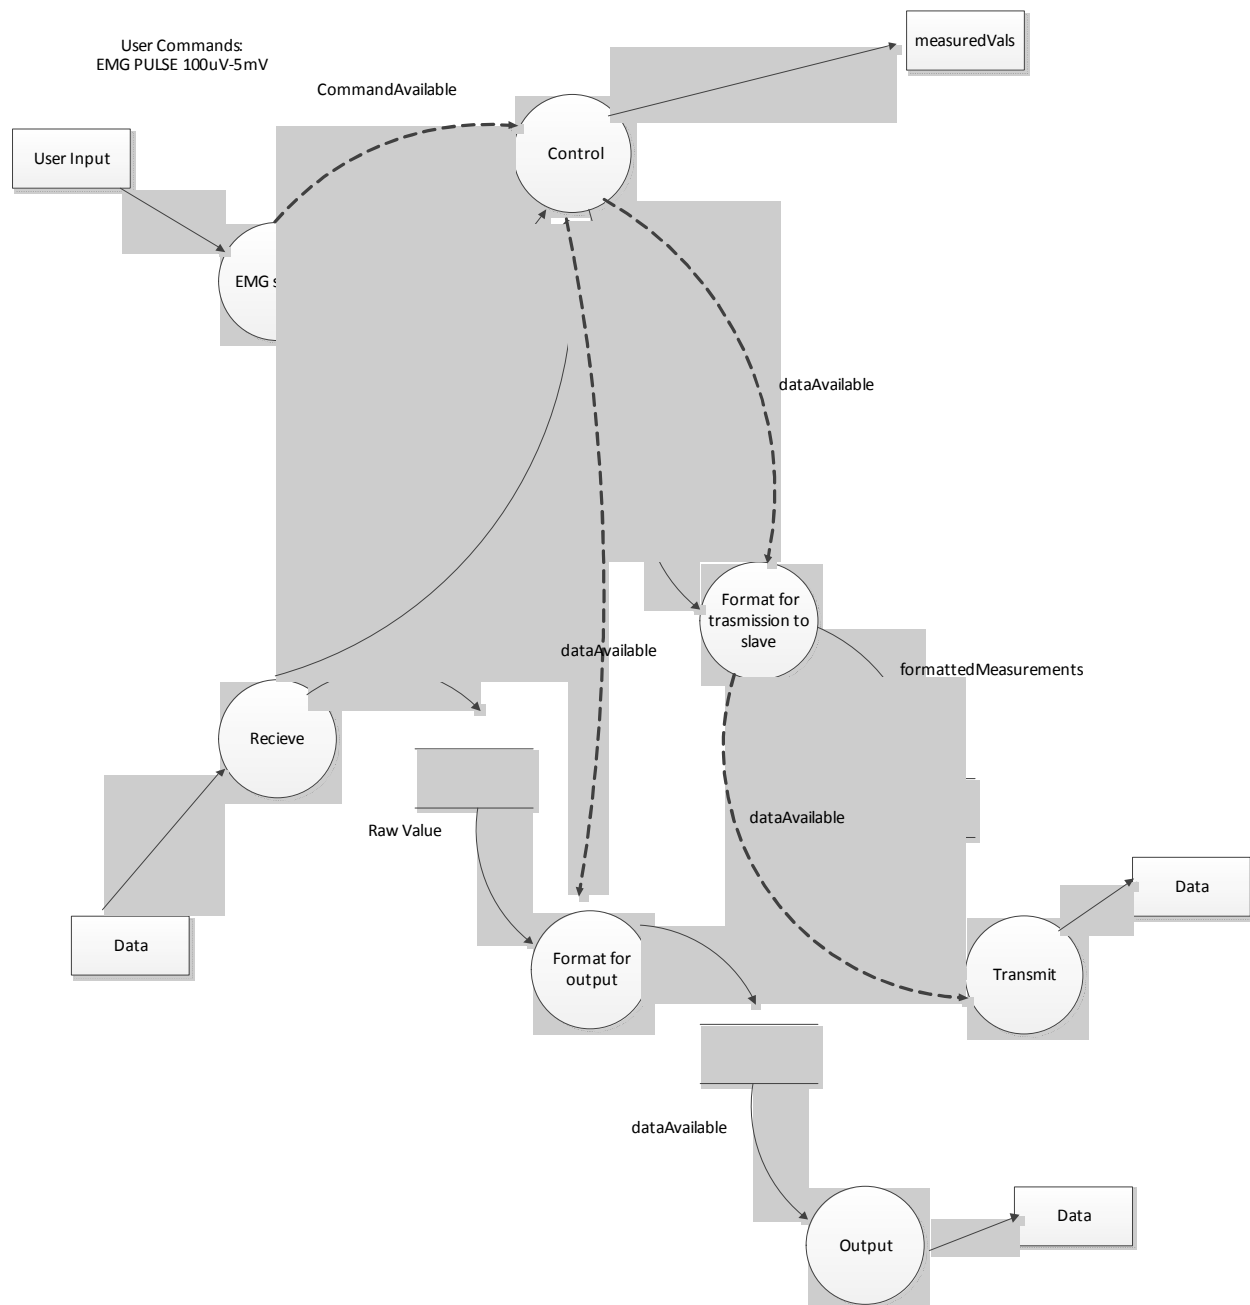 User Commands:
EMG PULSE 100uV-5mV
measuredVals
CommandAvailable
User Input
Control
EMG
dataAvailable
Format for
trasmission to
slave
dataAvailable
formattedMeasurements
Recieve
Raw Value
dataAvailable
Data
Data
Format for
output
Transmit
dataAvailable
Data
Output